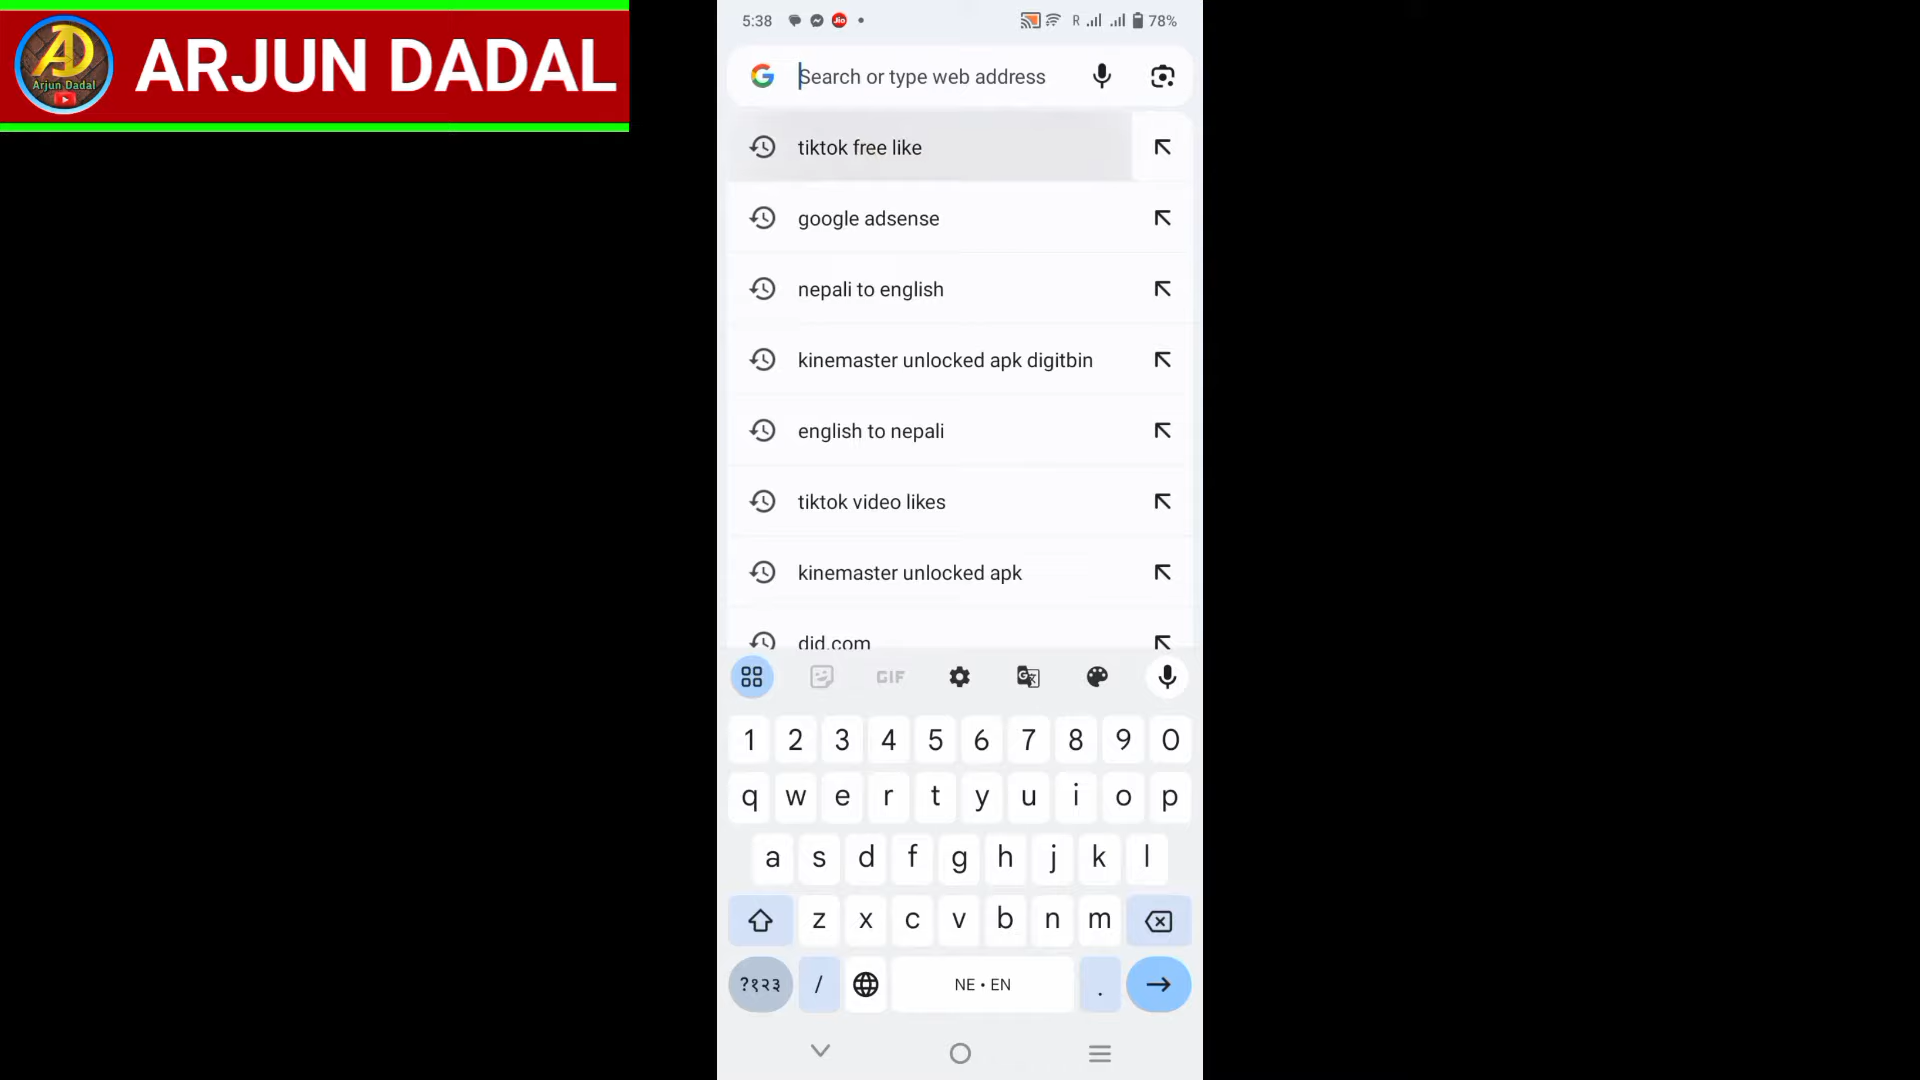 AD
Arjun Dadal
ARJUN DADAL
5:38
Jio
R
78%
Search or type web address
tiktok free like
google adsense
nepali to english
kinemaster unlocked apk digitbin
english to nepali
tiktok video likes
kinemaster unlocked apk
did.com
GIF
1 2 3 4 5 6 7 8 9 0
q w e r t y u i o p
a s d f g h j k l
z x c v b n m
?१२३ / NE • EN .